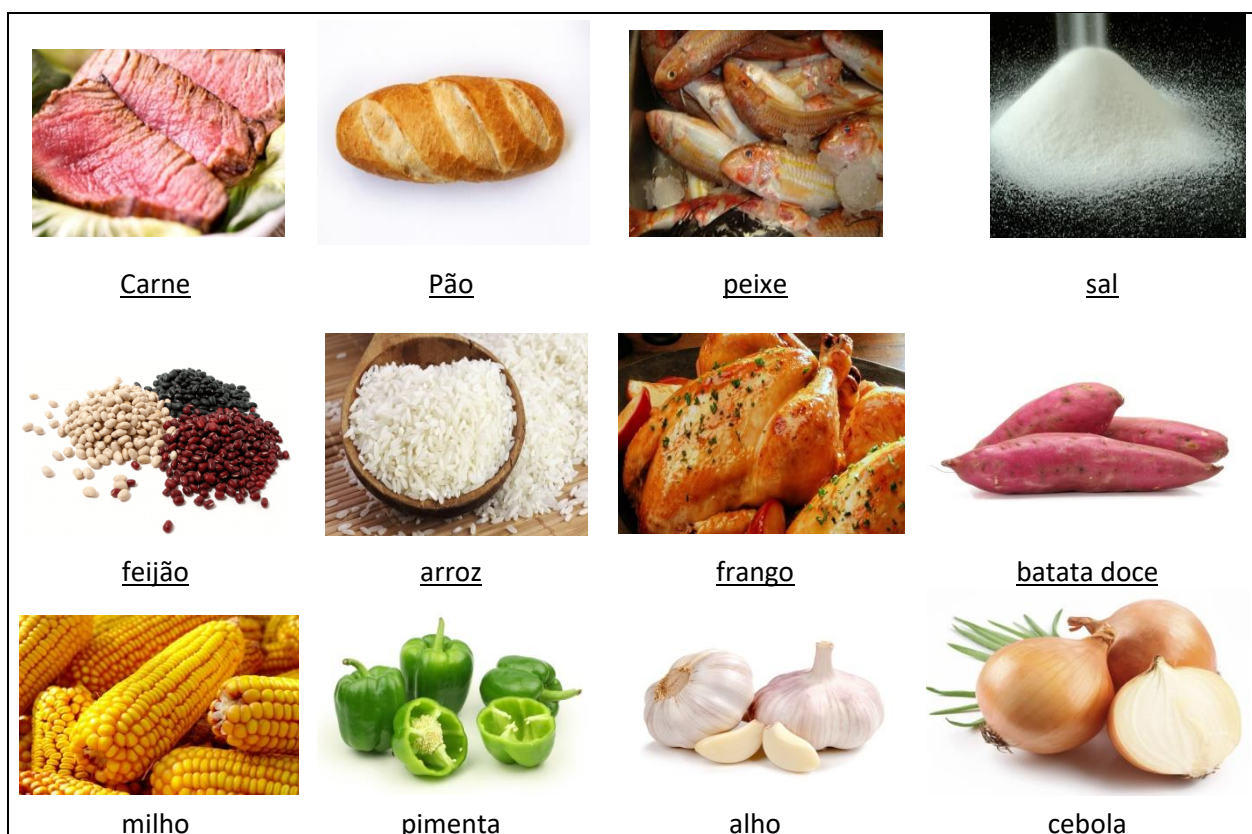 Carne Pão peixe sal
feijão arroz frango batata doce
milho pimenta alho cebola